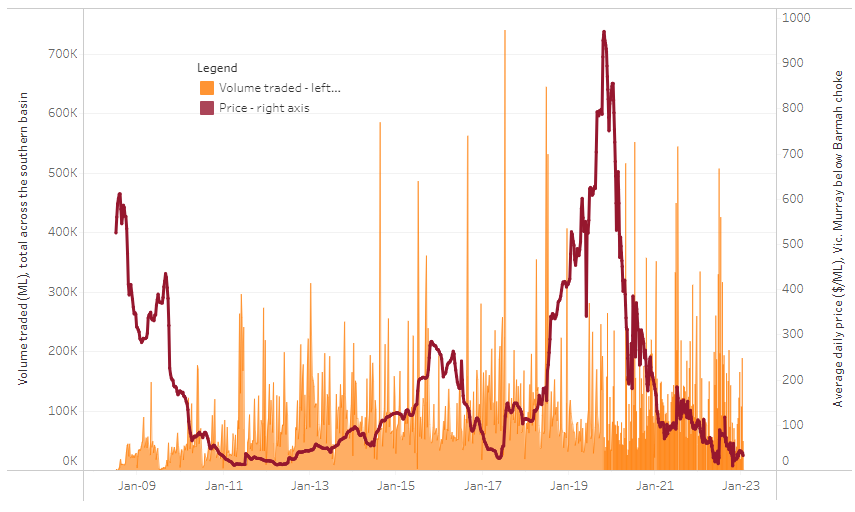 Volume traded (ML), total across the southern basin
700K
600K
500K
400K
300K
200K
100K
0K
Legend
Volume traded - left...
Price - right axis
1000
900
800
700
600
500
400
300
200
100
0
Average daily price ($/ML), Vic. Murray below Barmah choke
Jan-09
Jan-11
Jan-13
Jan-15
Jan-17
Jan-19
Jan-21
Jan-23